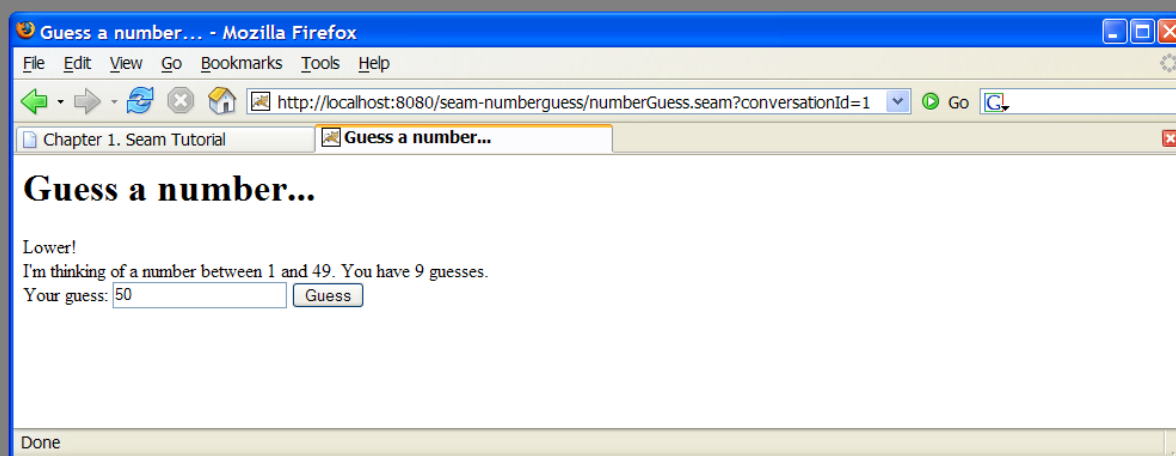 Guess a number... - Mozilla Firefox
File Edit View Go Bookmarks Tools Help
http://localhost:8080/seam-numberguess/numberGuess.seam?conversationId=1 Go G
Chapter 1. Seam Tutorial Guess a number...
Guess a number...
Lower!
I'm thinking of a number between 1 and 49. You have 9 guesses.
Your guess: 50 Guess
Done